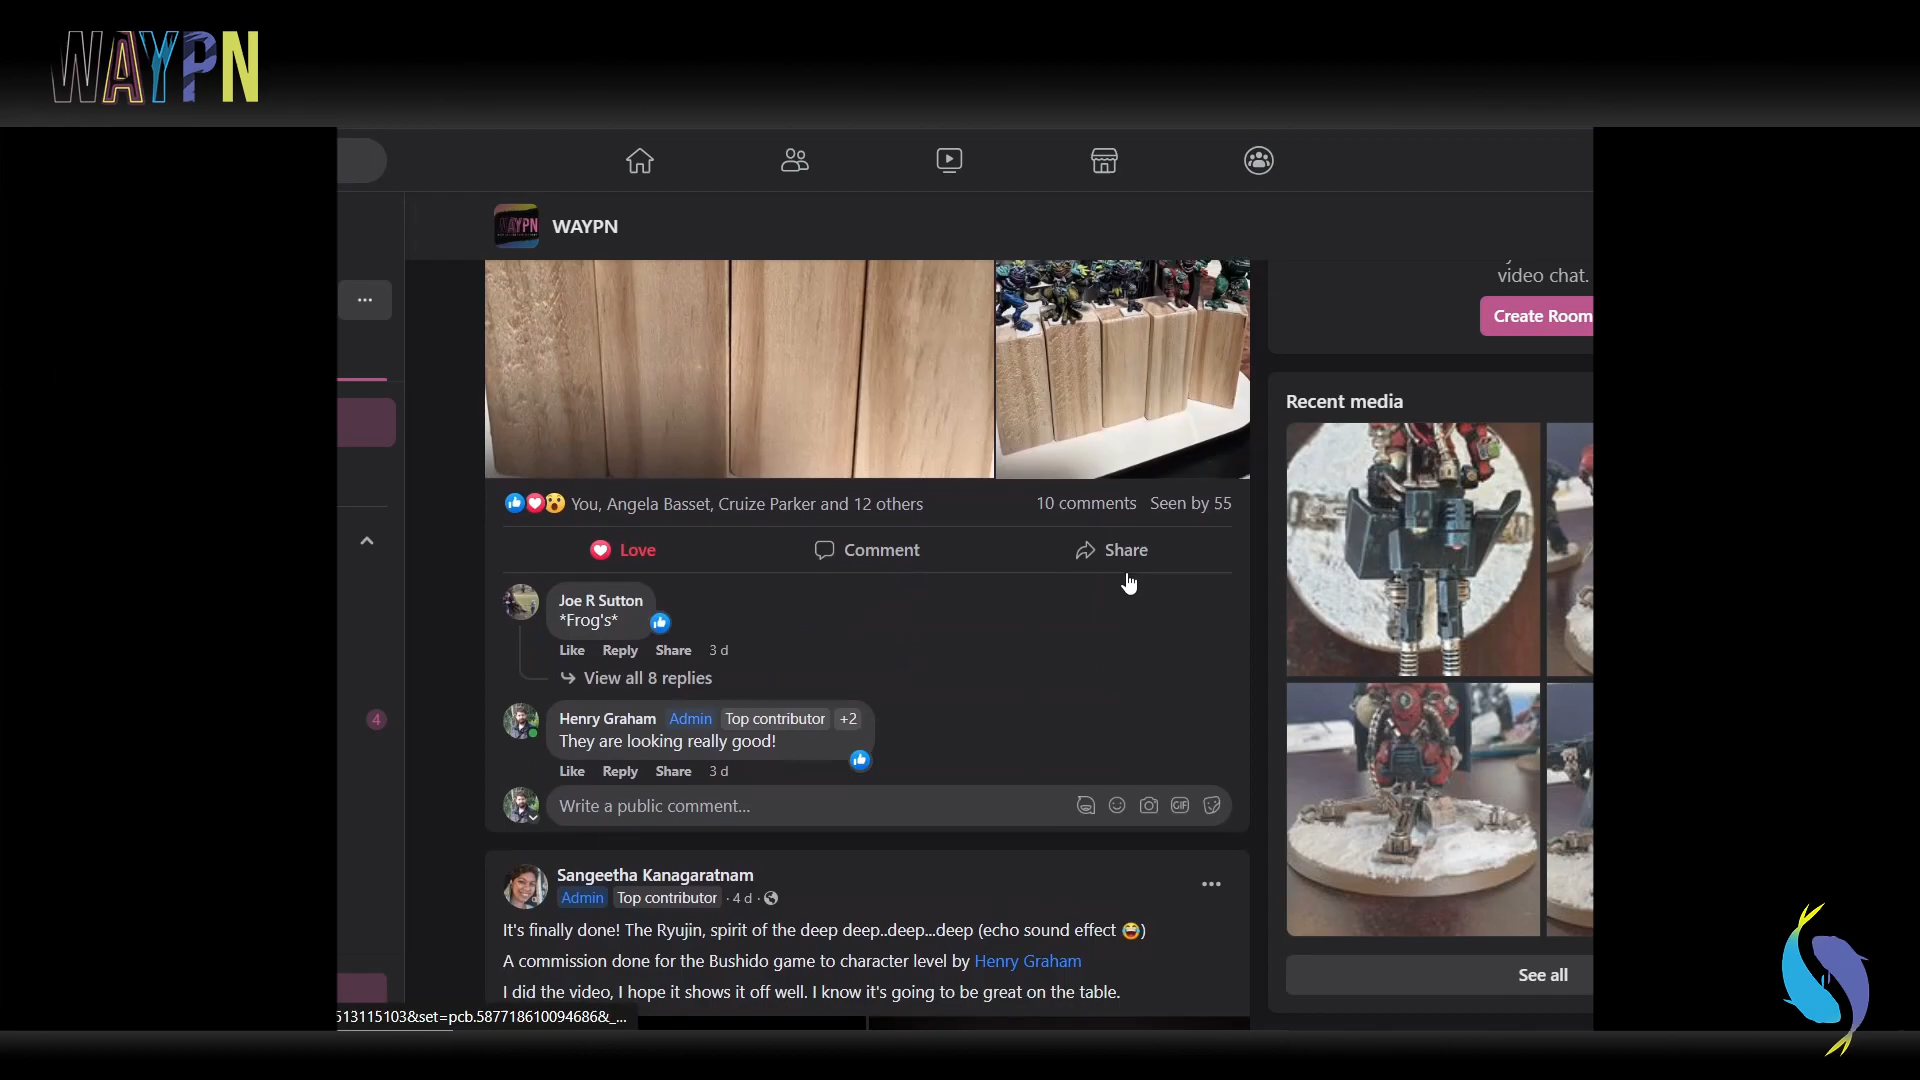 WAYPN
WAYPN
WAYPN
video chat.
Create Room
Recent media
You, Angela Basset, Cruize Parker and 12 others
10 comments Seen by 55
Love
Comment
Share
Joe R Sutton
*Frog's*
Like Reply Share 3 d
View all 8 replies
Henry Graham Admin Top contributor +2
They are looking really good!
Like Reply Share 3 d
Write a public comment...
GIF
4
Sangeetha Kanagaratnam
Admin Top contributor · 4 d ·
It's finally done! The Ryujin, spirit of the deep deep..deep...deep (echo sound effect 😂)
A commission done for the Bushido game to character level by Henry Graham
I did the video, I hope it shows it off well. I know it's going to be great on the table.
See all
513115103&set=pcb.5877186100946868&_...